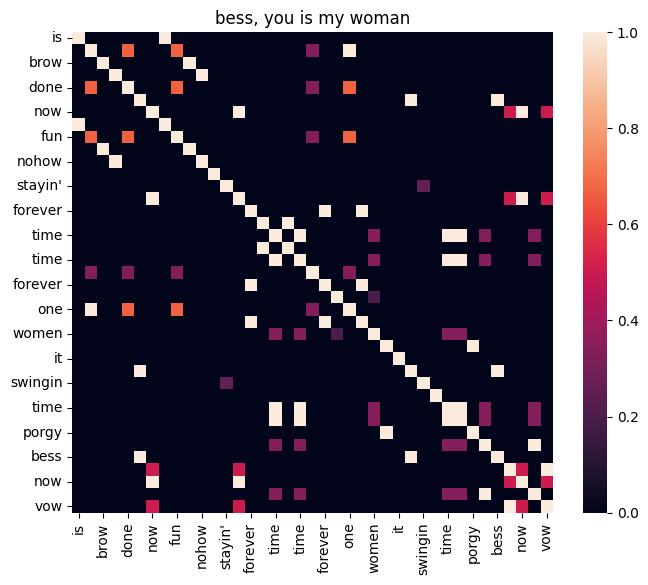 bess, you is my woman
is
brow
done
now
fun
nohow
stayin'
forever
time
time
forever
one
women
it
swingin
time
porgy
bess
now
vow
1.0
0.8
0.6
0.4
0.2
0.0
is
brow
done
now
fun
nohow
stayin'
forever
time
time
forever
one
women
it
swingin
time
porgy
bess
now
vow